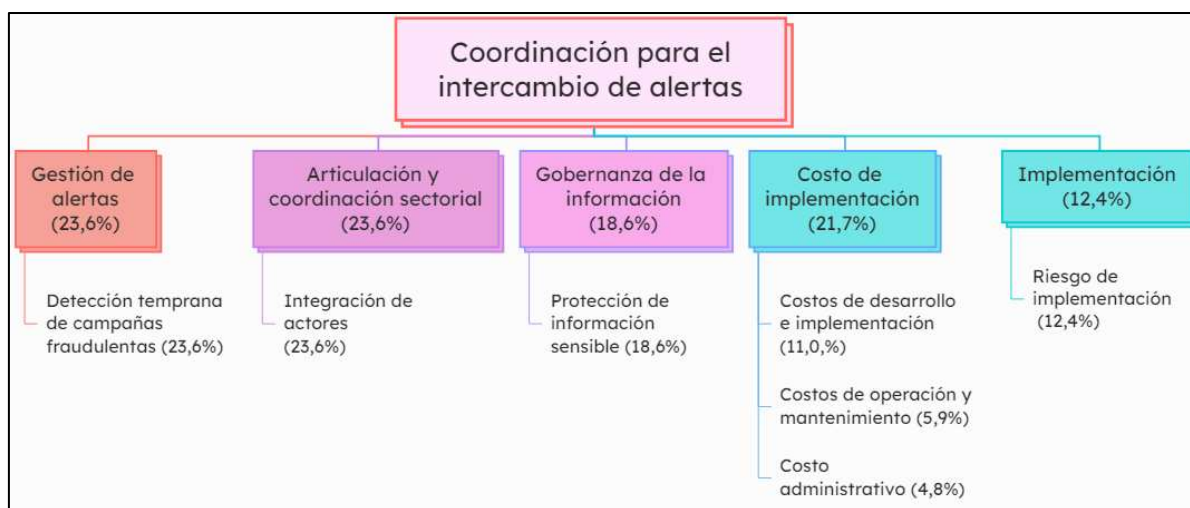 Coordinación para el
intercambio de alertas
Gestión de
alertas
(23,6%)
Detección temprana
de campañas
fraudulentas (23,6%)
Articulación y
coordinación sectorial
(23,6%)
Integración de
actores
(23,6%)
Gobernanza de la
información
(18,6%)
Protección de
información
sensible (18,6%)
Costo de
implementación
(21,7%)
Costos de desarrollo
e implementación
(11,0,%)
Costos de operación y
mantenimiento (5,9%)
Costo
administrativo (4,8%)
Implementación
(12,4%)
Riesgo de
implementación
(12,4%)